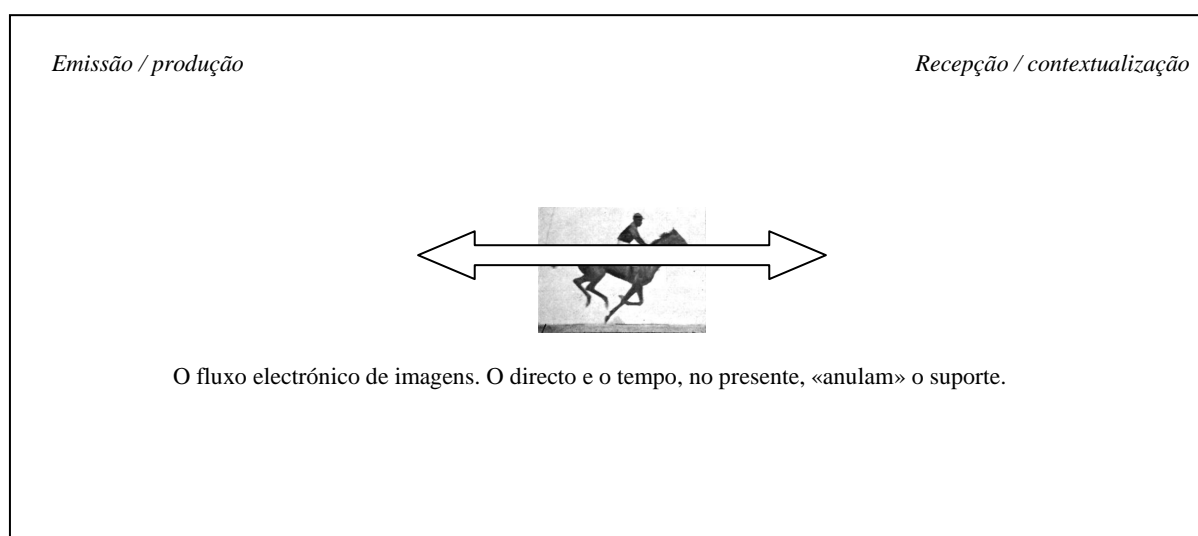 Emissão / produção
Recepção / contextualização
O fluxo electrónico de imagens. O directo e o tempo, no presente, «anulam» o suporte.